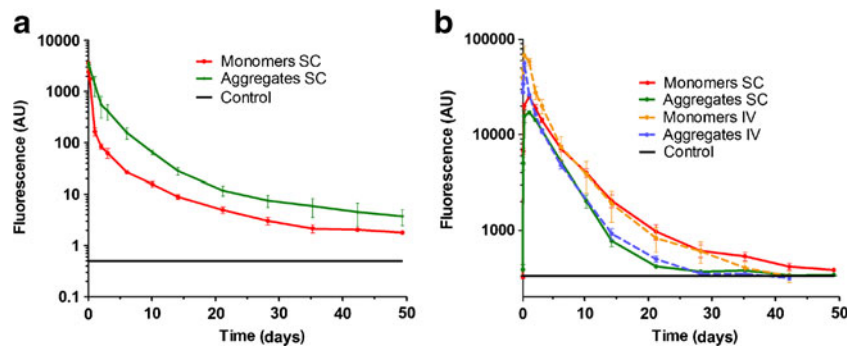 a
10000
1000
100
10
1
0.1
Fluorescence (AU)
0
10
20
30
40
50
Time (days)
Monomers SC
Aggregates SC
Control
b
100000
10000
1000
Fluorescence (AU)
0
10
20
30
40
50
Time (days)
Monomers SC
Aggregates SC
Monomers IV
Aggregates IV
Control